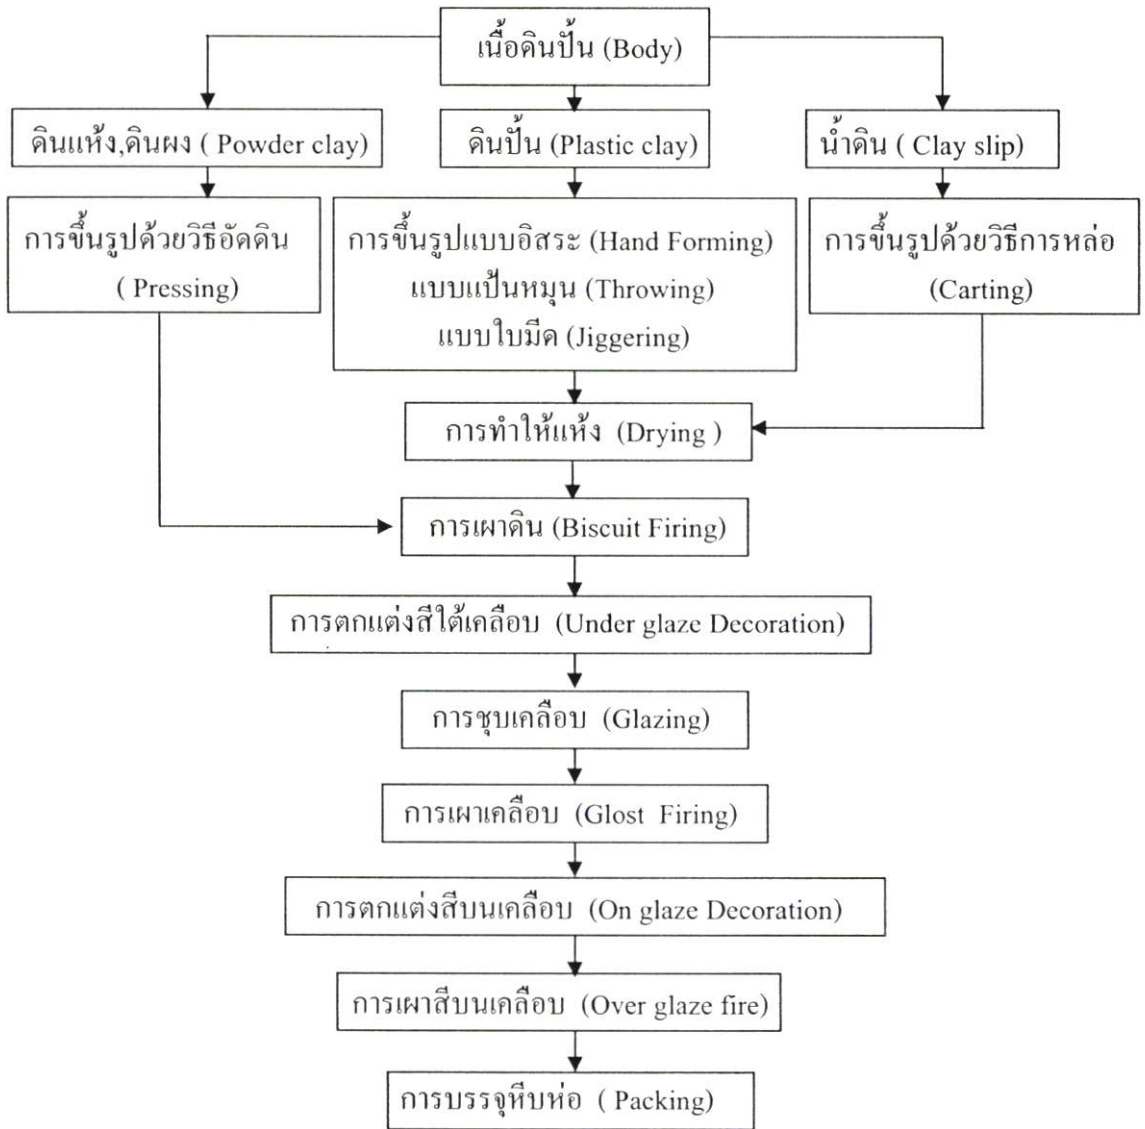 เนื้อดินปั้น (Body)
ดินแห้ง,ดินผง ( Powder clay)
ดินปั้น (Plastic clay)
น้ำดิน ( Clay slip)
การขึ้นรูปด้วยวิธีอัดดิน
( Pressing)
การขึ้นรูปแบบอิสระ (Hand Forming)
แบบแป้นหมุน (Throwing)
แบบใบมีด (Jiggering)
การขึ้นรูปด้วยวิธีการหล่อ
(Carting)
การทำให้แห้ง (Drying )
การเผาดิน (Biscuit Firing)
การตกแต่งสีใต้เคลือบ (Under glaze Decoration)
การชุบเคลือบ (Glazing)
การเผาเคลือบ (Glost Firing)
การตกแต่งสีบนเคลือบ (On glaze Decoration)
การเผาสีบนเคลือบ (Over glaze fire)
การบรรจุหีบห่อ ( Packing)